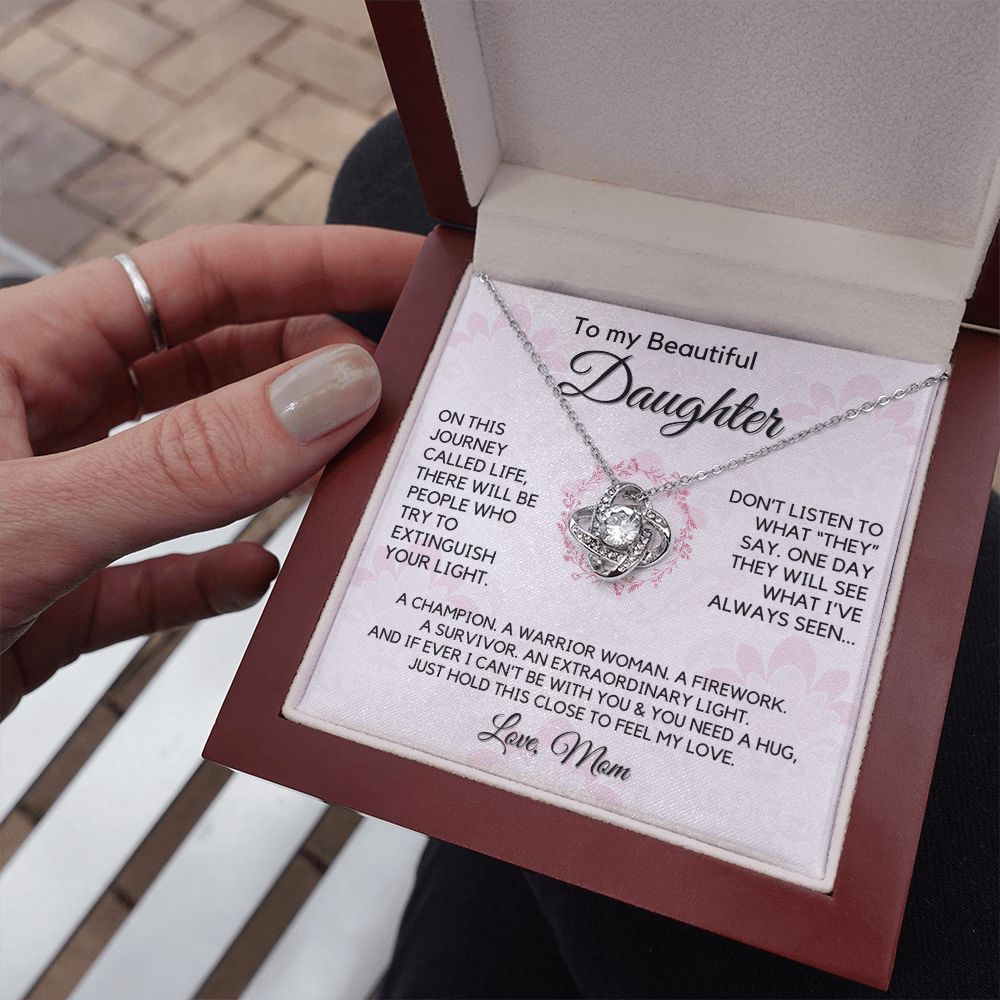 To my Beautiful
Daughter
ON THIS
JOURNEY
CALLED LIFE,
THERE WILL BE
PEOPLE WHO
TRY TO
EXTINGUISH
YOUR LIGHT.
DON'T LISTEN TO
WHAT "THEY"
SAY. ONE DAY
THEY WILL SEE
WHAT I'VE
ALWAYS SEEN...
A CHAMPION. A WARRIOR WOMAN. A FIREWORK.
A SURVIVOR. AN EXTRAORDINARY LIGHT.
AND IF EVER I CAN'T BE WITH YOU & YOU NEED A HUG,
JUST HOLD THIS CLOSE TO FEEL MY LOVE.
Love, Mom